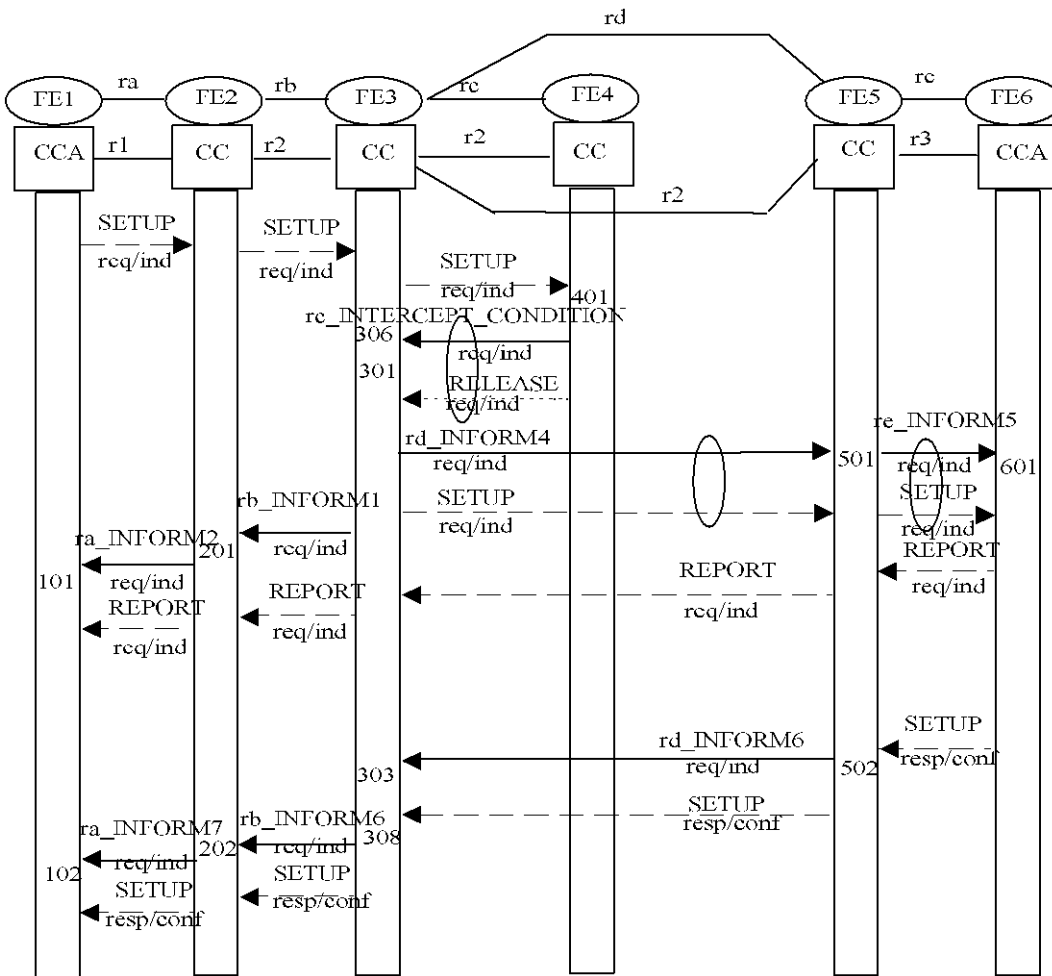 rd
ra
rb
rc
rc
FE1
FE2
FE3
FE4
FE5
FE6
r1
r2
r2
r3
CCA
CC
CC
CC
CC
CCA
r2
SETUP
req/ind
SETUP
req/ind
SETUP
req/ind
401
rc_INTERCEPT_CONDITION
306
req/ind
301
RELEASE
req/ind
rd_INFORM4
req/ind
501
re_INFORM5
req/ind
601
rb_INFORM1
req/ind
SETUP
req/ind
SETUP
req/ind
ra_INFORM2
201
req/ind
101
REPORT
req/ind
REPORT
req/ind
REPORT
req/ind
REPORT
req/ind
SETUP
resp/conf
rd_INFORM6
req/ind
303
502
SETUP
resp/conf
rb_INFORM6
req/ind
308
ra_INFORM7
202
req/ind
102
SETUP
resp/conf
SETUP
resp/conf